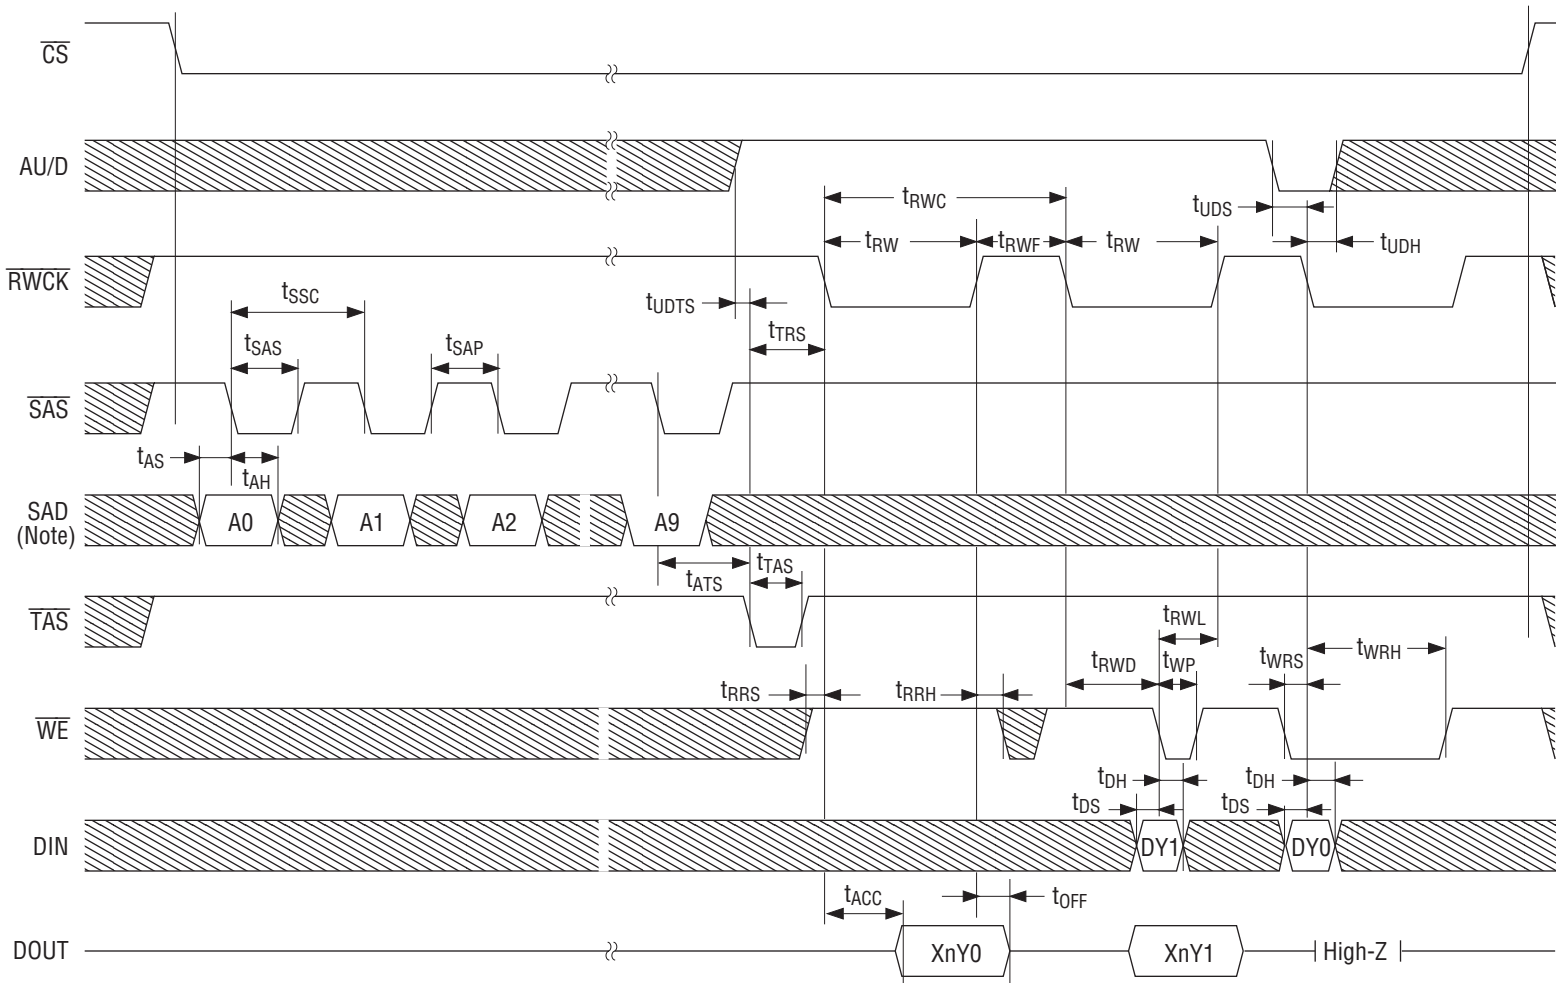 CS
AU/D
tRWC
tUDS
tRW
tRWF
tRW
tUDH
RWCK
tSSC
tUDTS
tTRS
tSAS
tSAP
SAS
tAS
tAH
SAD
(Note)
A0
A1
A2
A9
tATS
tTAS
TAS
tRWL
tRWD
tWP
tWRS
tWRH
tRRS
tRRH
WE
tDH
tDH
tDS
tDS
DIN
DY1
DY0
tACC
tOFF
DOUT
XnY0
XnY1
High-Z